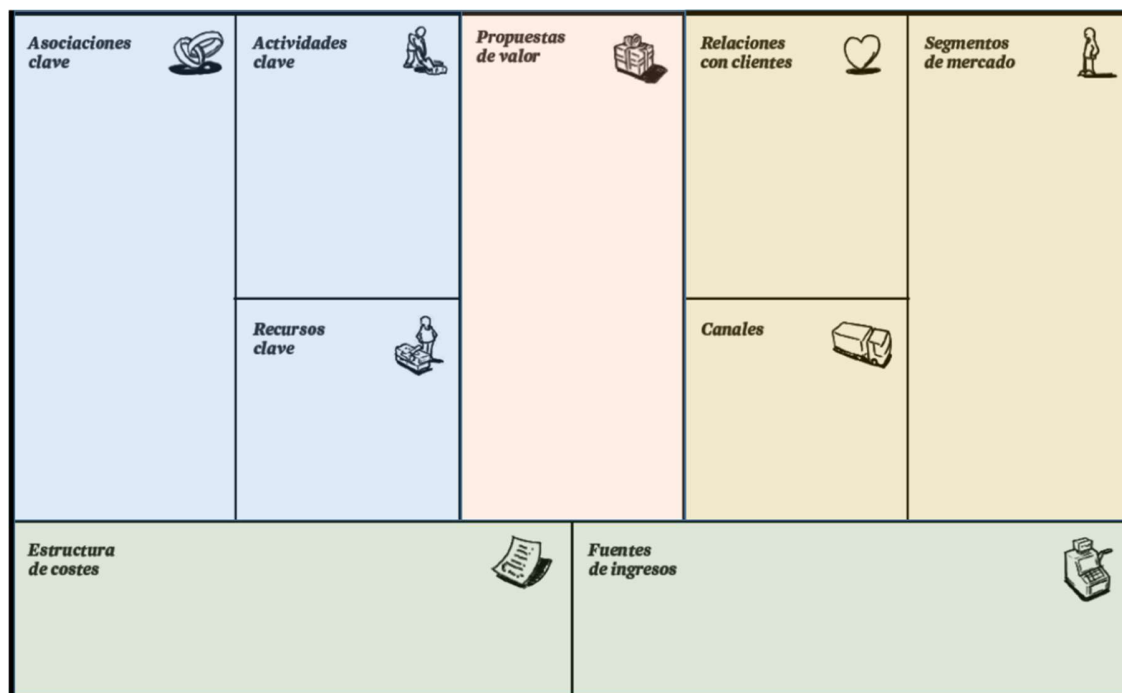 Asociaciones
clave
Actividades
clave
Propuestas
de valor
Relaciones
con clientes
Segmentos
de mercado
Recursos
clave
Canales
Estructura
de costes
Fuentes
de ingresos